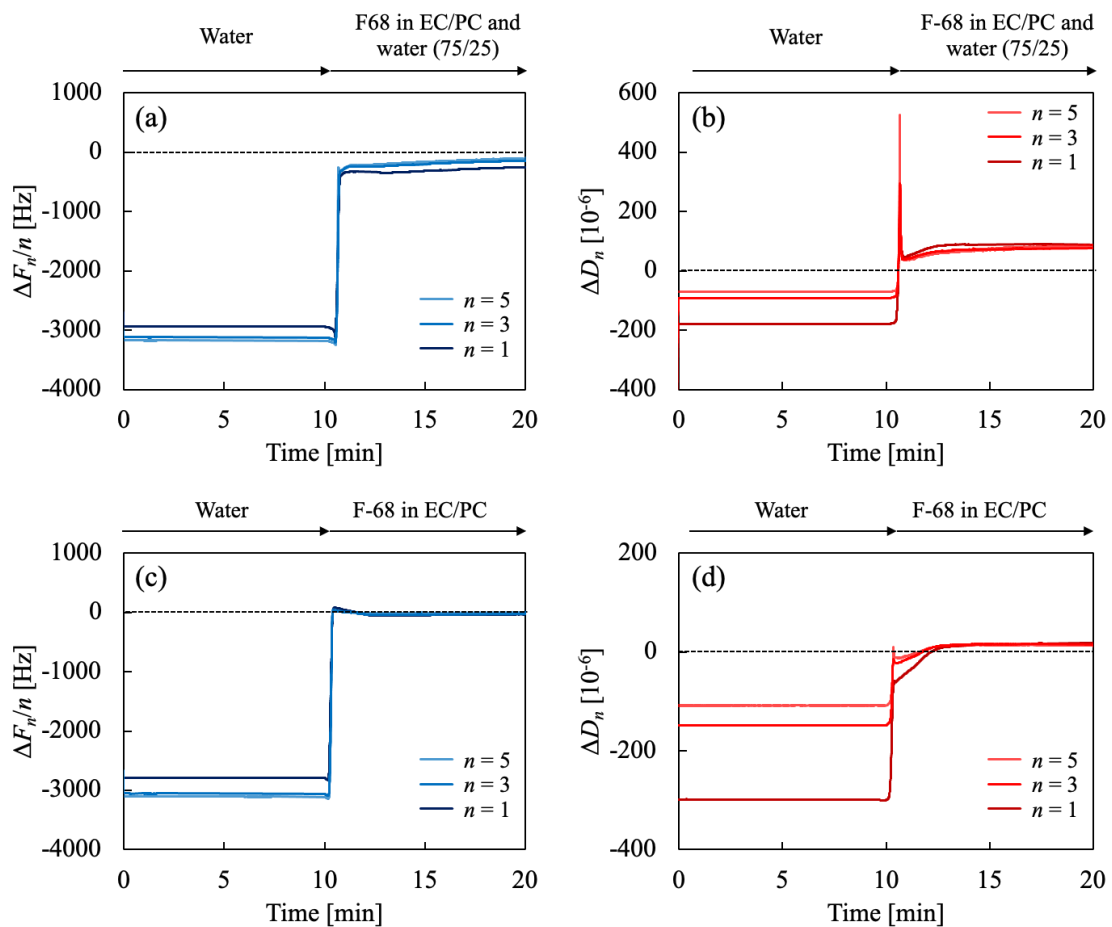 Water
F68 in EC/PC and
water (75/25)
(a)
ΔFn/n [Hz]
1000
0
-1000
-2000
-3000
-4000
n = 5
n = 3
n = 1
0 5 10 15 20
Time [min]
Water
F-68 in EC/PC and
water (75/25)
(b)
ΔDn [10-6]
600
400
200
0
-200
-400
n = 5
n = 3
n = 1
0 5 10 15 20
Time [min]
Water
F-68 in EC/PC
(c)
ΔFn/n [Hz]
1000
0
-1000
-2000
-3000
-4000
n = 5
n = 3
n = 1
0 5 10 15 20
Time [min]
Water
F-68 in EC/PC
(d)
ΔDn [10-6]
200
0
-200
-400
n = 5
n = 3
n = 1
0 5 10 15 20
Time [min]